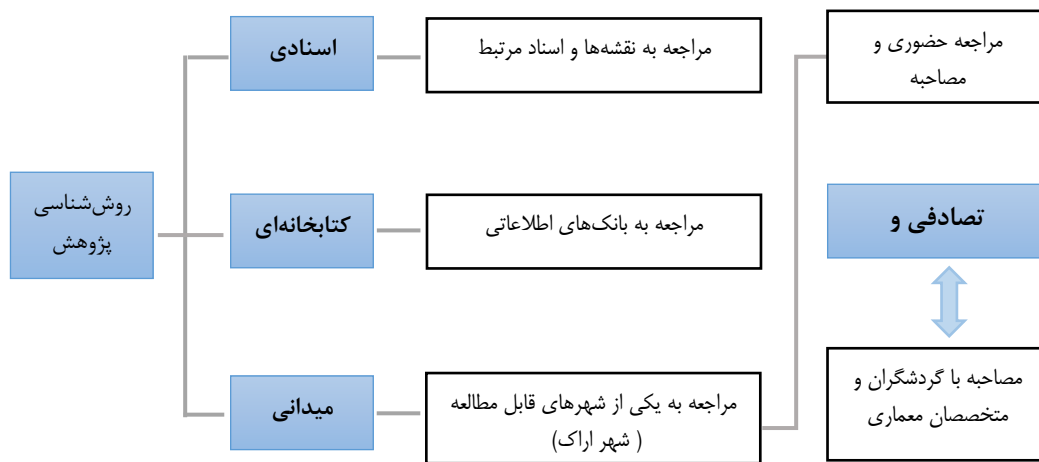 روش‌شناسی
پژوهش
اسنادی
مراجعه به نقشه‌ها و اسناد مرتبط
کتابخانه‌ای
مراجعه به بانک‌های اطلاعاتی
میدانی
مراجعه به یکی از شهرهای قابل مطالعه
( شهر اراک)
مراجعه حضوری و
مصاحبه
تصادفی و
مصاحبه با گردشگران و
متخصصان معماری